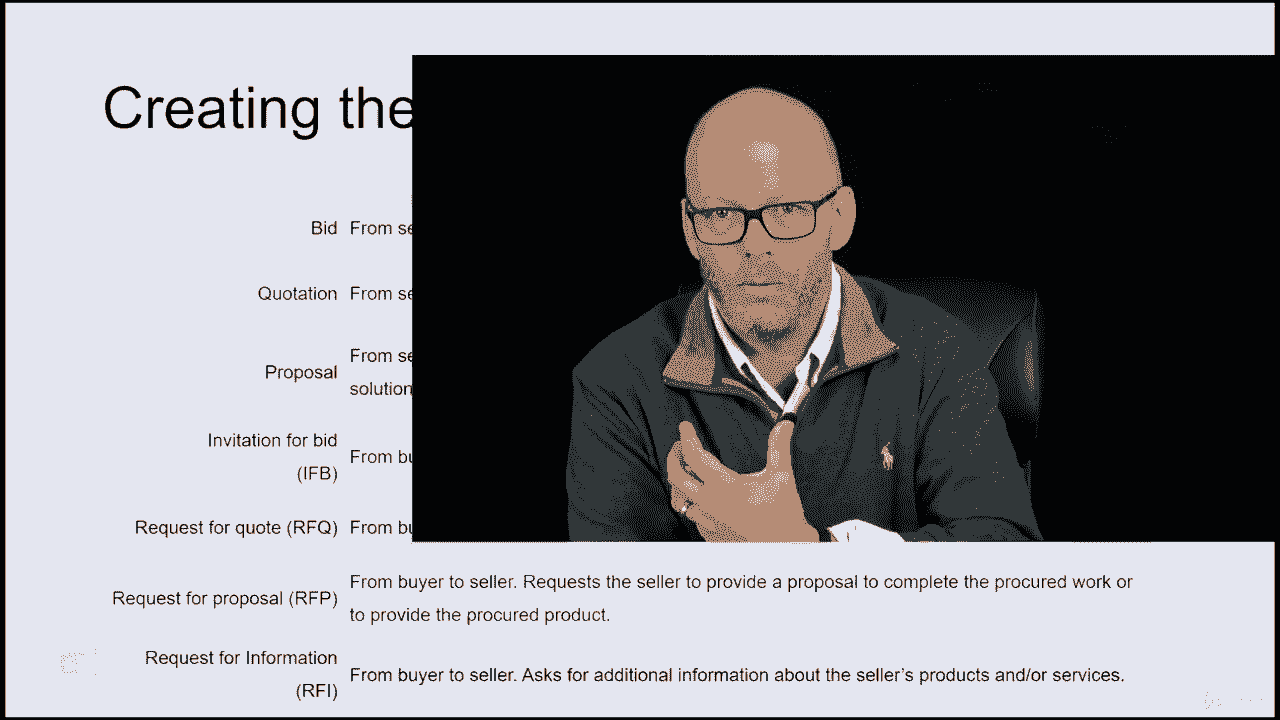 Creating the
Bid From se
Quotation From se
Proposal From se
solution
Invitation for bid
(IFB) From bu
Request for quote (RFQ) From bu
Request for proposal (RFP) From buyer to seller. Requests the seller to provide a proposal to complete the procured work or
to provide the procured product.
Request for Information
(RFI) From buyer to seller. Asks for additional information about the seller's products and/or services.